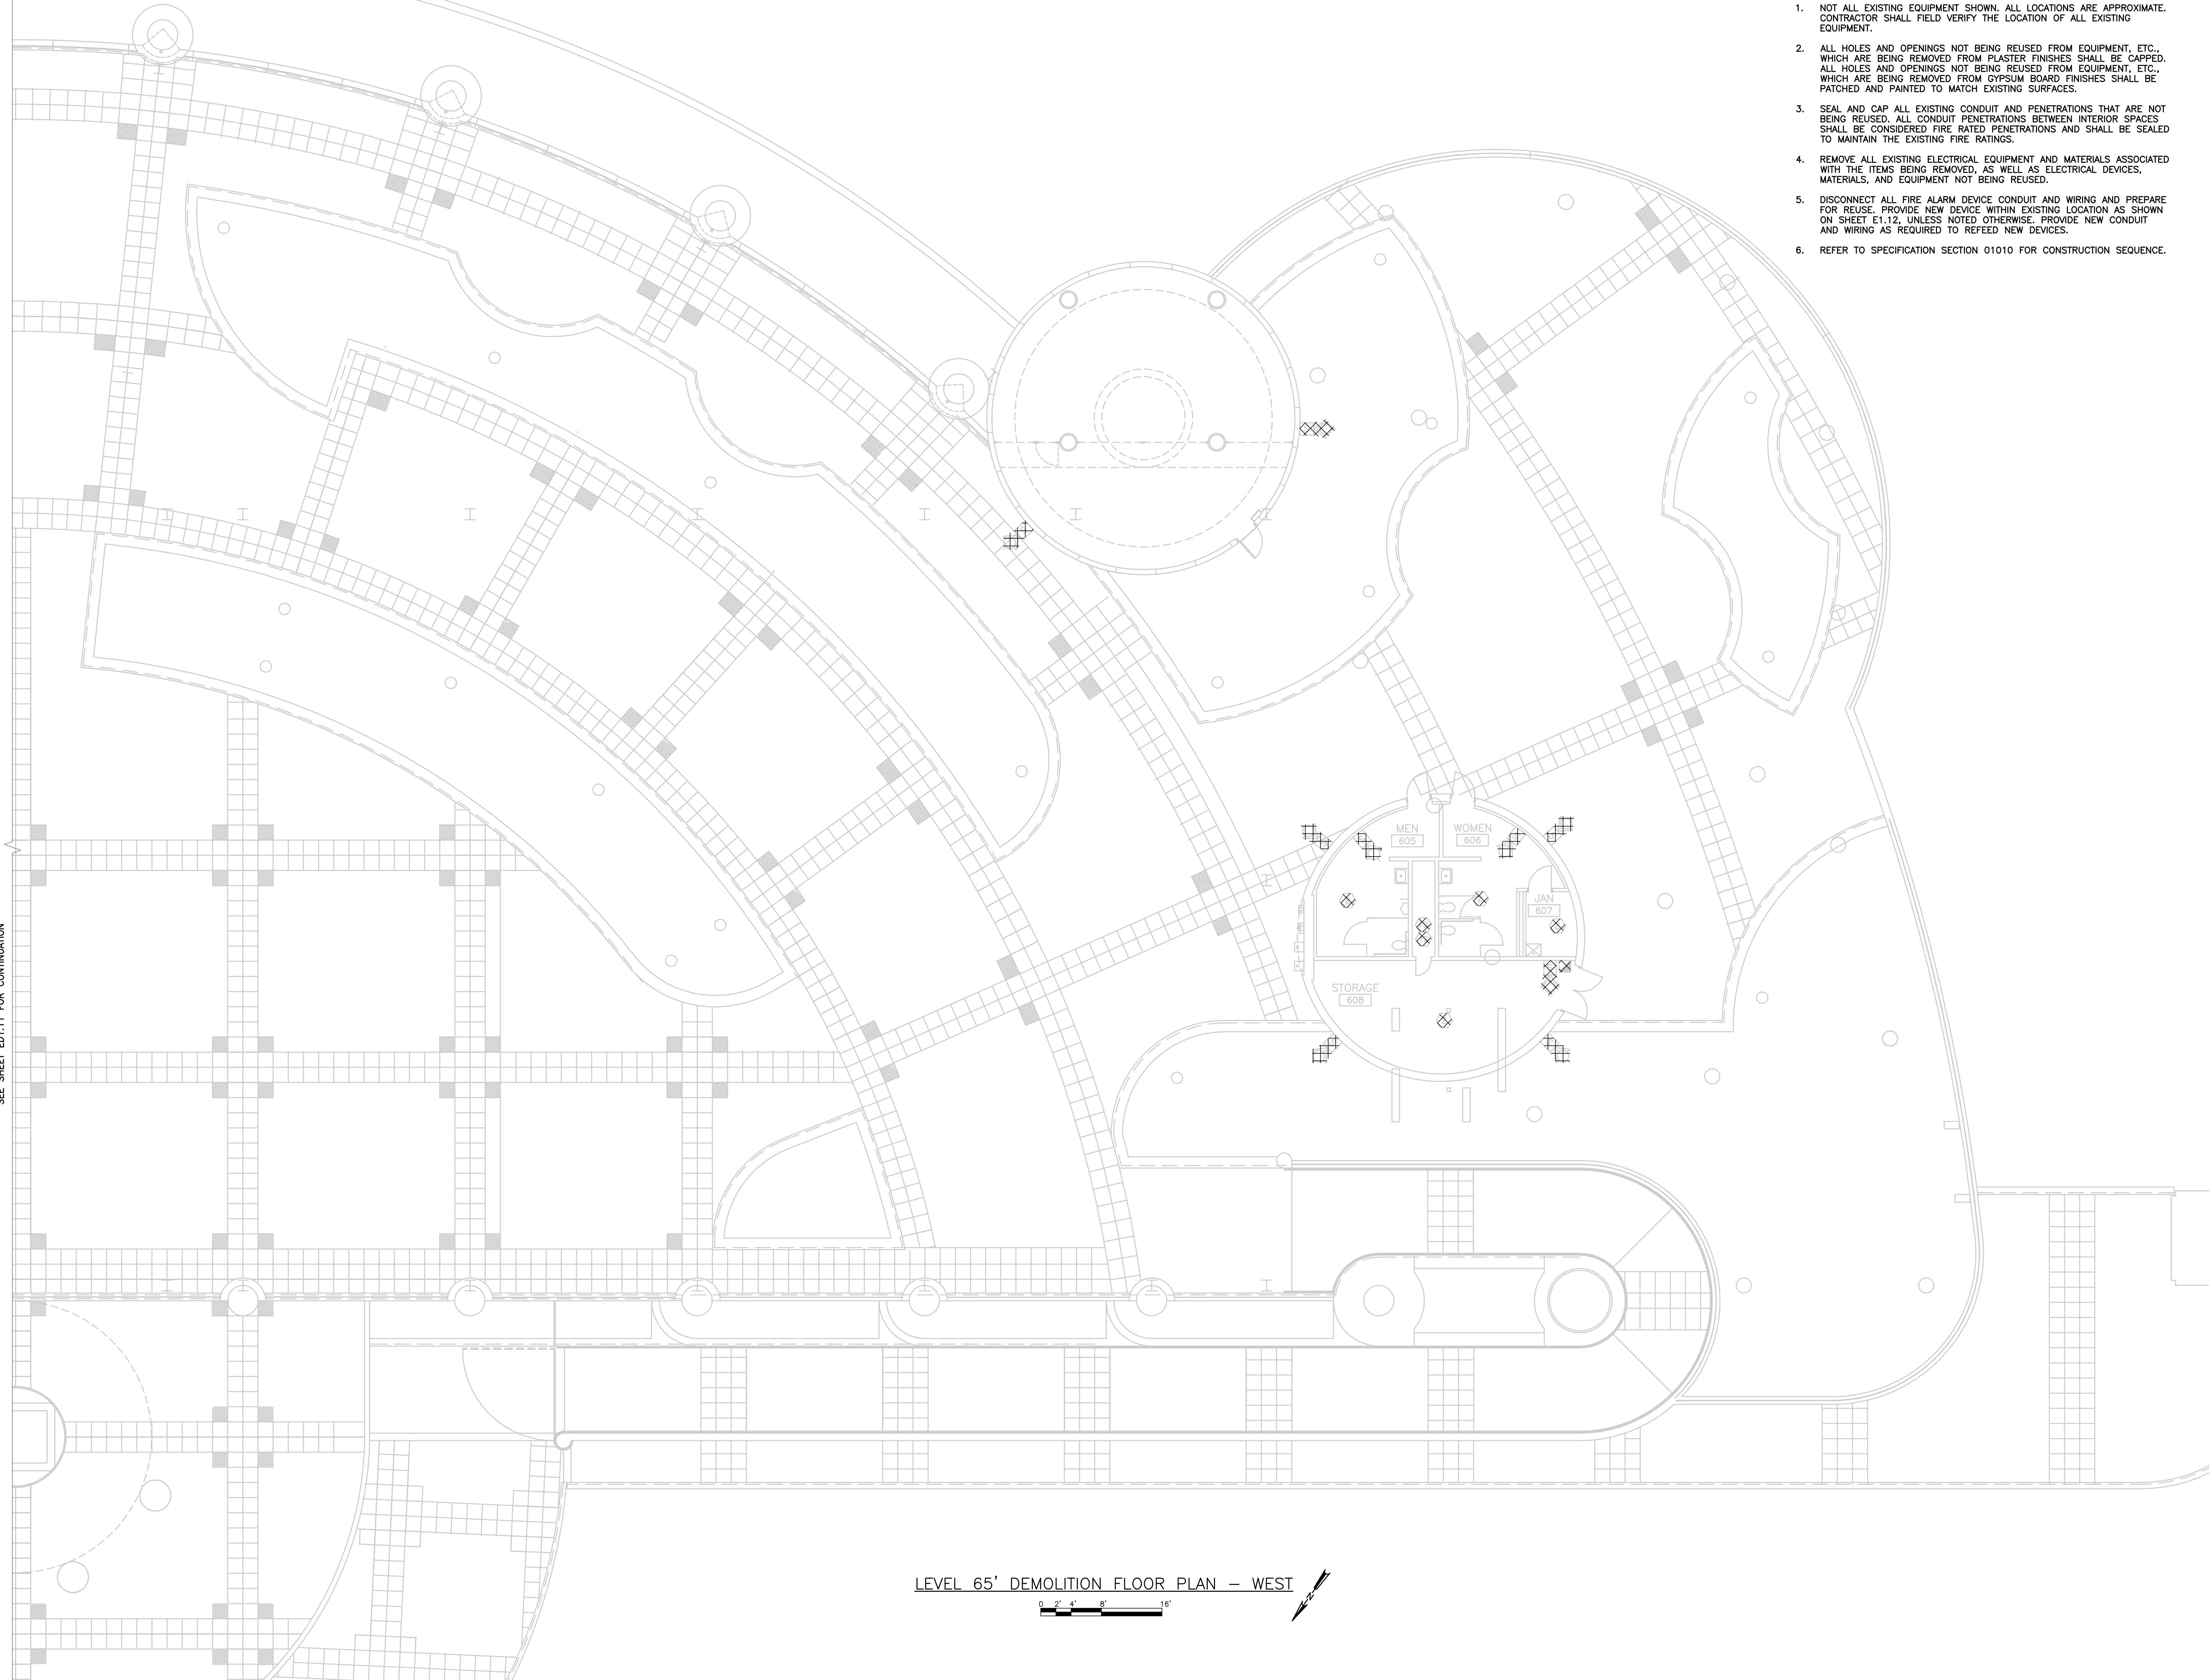 1. NOT ALL EXISTING EQUIPMENT SHOWN. ALL LOCATIONS ARE APPROXIMATE.
CONTRACTOR SHALL FIELD VERIFY THE LOCATION OF ALL EXISTING
EQUIPMENT.
2. ALL HOLES AND OPENINGS NOT BEING REUSED FROM EQUIPMENT, ETC.,
WHICH ARE BEING REMOVED FROM PLASTER FINISHES SHALL BE CAPPED.
ALL HOLES AND OPENINGS NOT BEING REUSED FROM EQUIPMENT, ETC.,
WHICH ARE BEING REMOVED FROM GYPSUM BOARD FINISHES SHALL BE
PATCHED AND PAINTED TO MATCH EXISTING SURFACES.
3. SEAL AND CAP ALL EXISTING CONDUIT AND PENETRATIONS THAT ARE NOT
BEING REUSED. ALL CONDUIT PENETRATIONS BETWEEN INTERIOR SPACES
SHALL BE CONSIDERED FIRE RATED PENETRATIONS AND SHALL BE SEALED
TO MAINTAIN THE EXISTING FIRE RATINGS.
4. REMOVE ALL EXISTING ELECTRICAL EQUIPMENT AND MATERIALS ASSOCIATED
WITH THE ITEMS BEING REMOVED, AS WELL AS ELECTRICAL DEVICES,
MATERIALS, AND EQUIPMENT NOT BEING REUSED.
5. DISCONNECT ALL FIRE ALARM DEVICE CONDUIT AND WIRING AND PREPARE
FOR REUSE. PROVIDE NEW DEVICE WITHIN EXISTING LOCATION AS SHOWN
ON SHEET E1.12, UNLESS NOTED OTHERWISE. PROVIDE NEW CONDUIT
AND WIRING AS REQUIRED TO REFEED NEW DEVICES.
6. REFER TO SPECIFICATION SECTION 01010 FOR CONSTRUCTION SEQUENCE.
MEN
605
WOMEN
606
JAN
607
STORAGE
608
SEE SHEET ED1.11 FOR CONTINUATION
LEVEL 65' DEMOLITION FLOOR PLAN – WEST
0 2' 4' 8' 16'
N